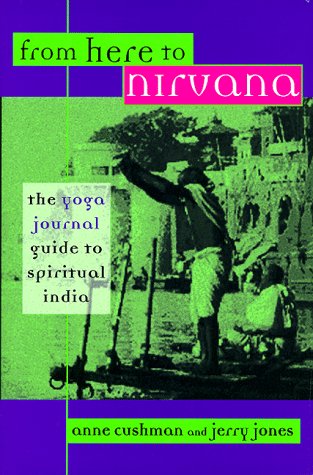 from here to
nirvana
the yoga
journal
guide to
spiritual
india
anne cushman and jerry jones